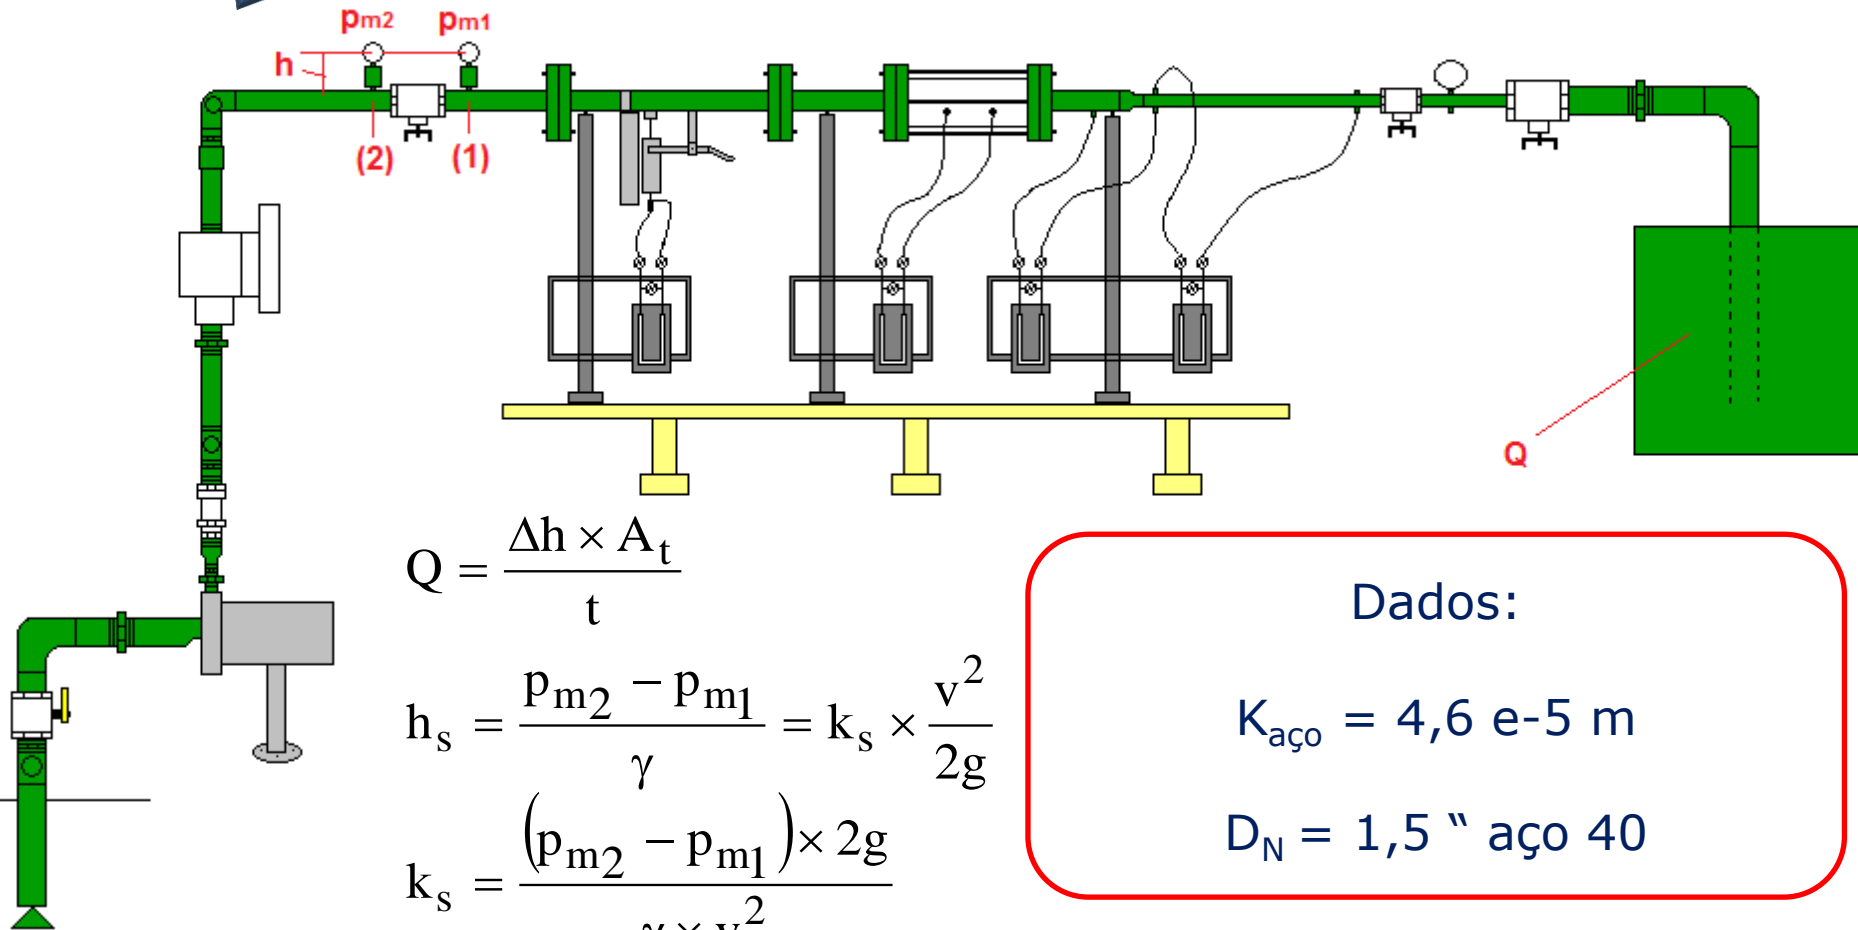 pm2 pm1
h
(2) (1)
Q
Q = Δh × At / t
hs = pm2 − pm1 / γ = ks × v² / 2g
ks = (pm2 − pm1) × 2g / γ × v²
Dados:
Kaço = 4,6 e-5 m
DN = 1,5 “ aço 40